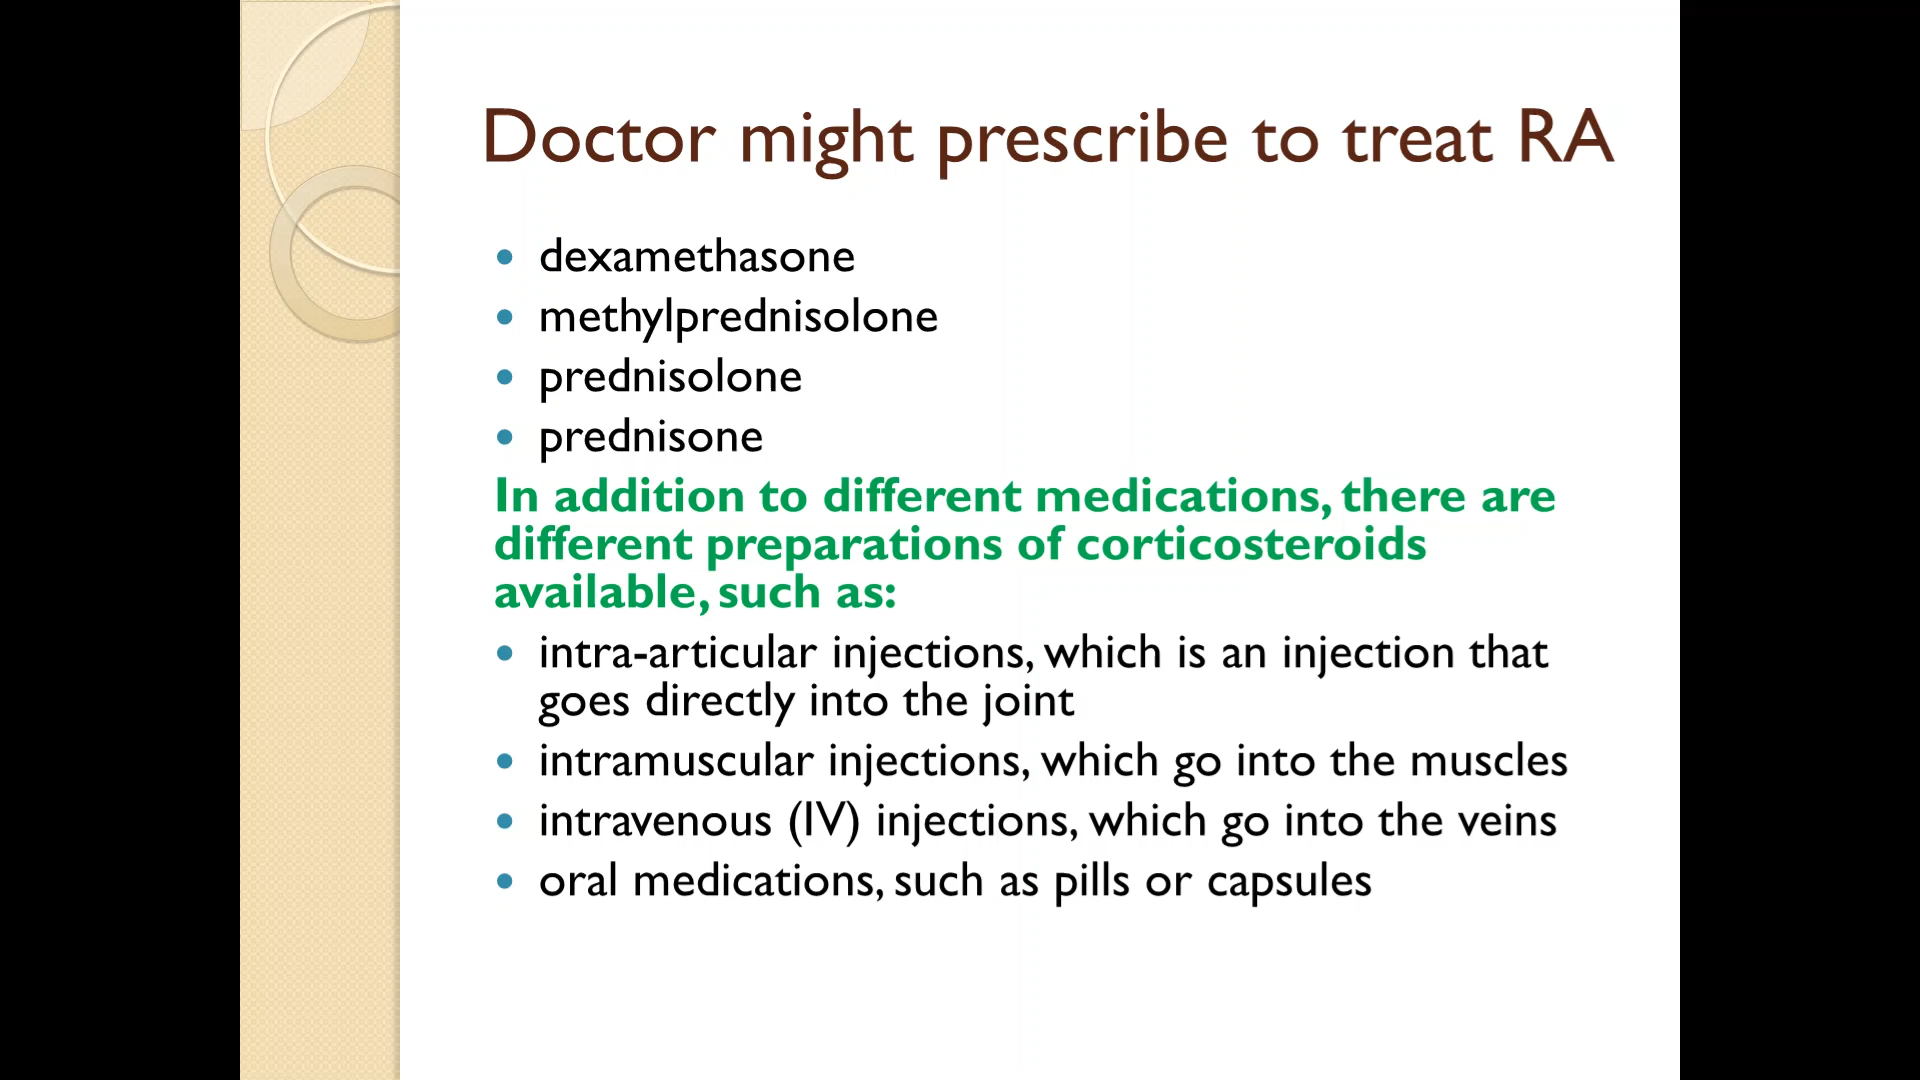 Doctor might prescribe to treat RA
• dexamethasone
• methylprednisolone
• prednisolone
• prednisone
In addition to different medications, there are
different preparations of corticosteroids
available, such as:
• intra-articular injections, which is an injection that
goes directly into the joint
• intramuscular injections, which go into the muscles
• intravenous (IV) injections, which go into the veins
• oral medications, such as pills or capsules